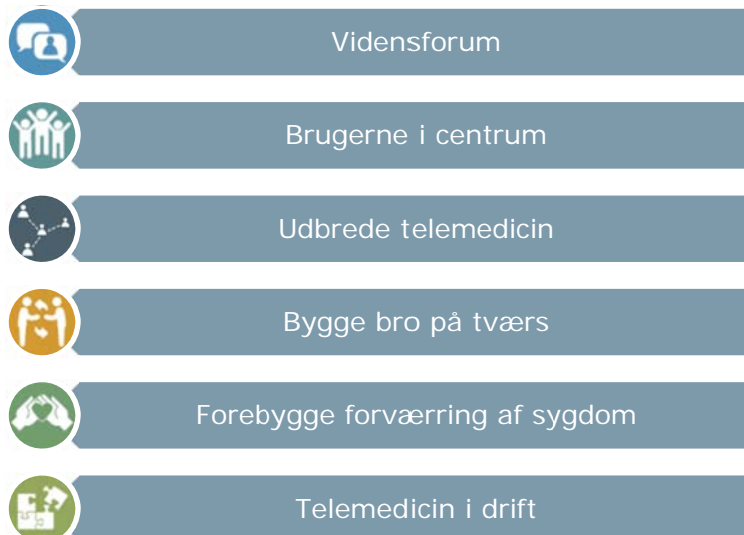 Vidensforum
Brugerne i centrum
Udbrede telemedicin
Bygge bro på tværs
Forebygge forværring af sygdom
Telemedicin i drift